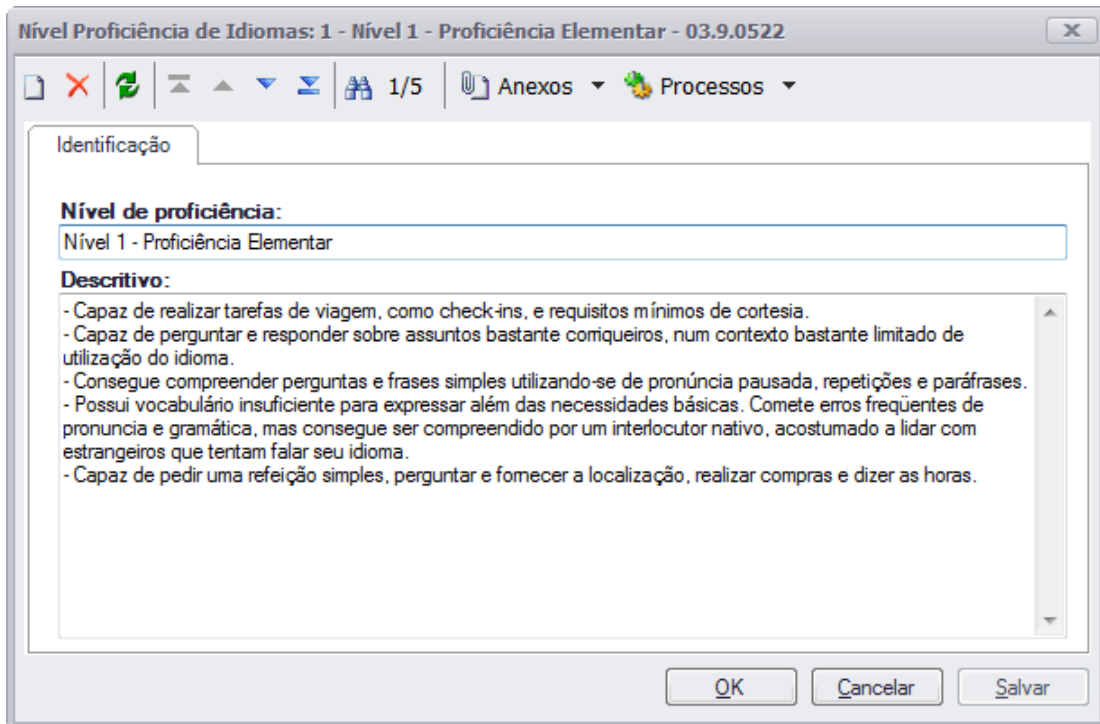 Nível Proficiência de Idiomas: 1 - Nível 1 - Proficiência Elementar - 03.9.0522
1/5 Anexos Processos
Identificação
Nível de proficiência:
Nível 1 - Proficiência Elementar
Descritivo:
- Capaz de realizar tarefas de viagem, como check-ins, e requisitos mínimos de cortesia.
- Capaz de perguntar e responder sobre assuntos bastante corriqueiros, num contexto bastante limitado de
utilização do idioma.
- Consegue compreender perguntas e frases simples utilizando-se de pronúncia pausada, repetições e paráfrases.
- Possui vocabulário insuficiente para expressar além das necessidades básicas. Comete erros freqüentes de
pronuncia e gramática, mas consegue ser compreendido por um interlocutor nativo, acostumado a lidar com
estrangeiros que tentam falar seu idioma.
- Capaz de pedir uma refeição simples, perguntar e fornecer a localização, realizar compras e dizer as horas.
OK Cancelar Salvar